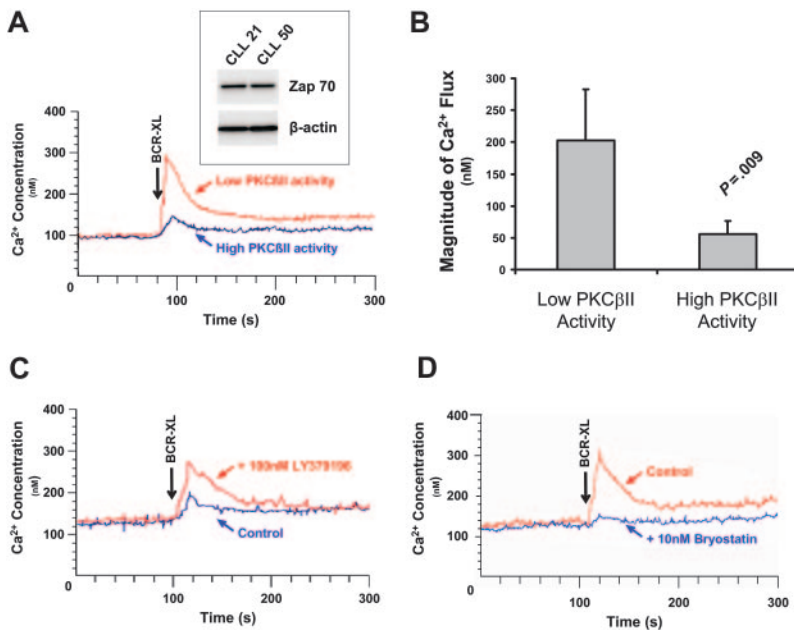 A
CLL 21
CLL 50
Zap 70
β-actin
Ca²⁺ Concentration
(nM)
400
300
200
100
BCR-XL
Low PKCβII activity
High PKCβII activity
0
100
200
300
Time (s)
B
Magnitude of Ca²⁺ Flux
(nM)
300
250
200
150
100
50
0
P=.009
Low PKCβII
Activity
High PKCβII
Activity
C
Ca²⁺ Concentration
(nM)
400
300
200
100
BCR-XL
LY379196
Control
0
100
200
300
Time (s)
D
Ca²⁺ Concentration
(nM)
400
300
200
100
BCR-XL
Control
+ 10nM Bryostatin
0
100
200
300
Time (s)